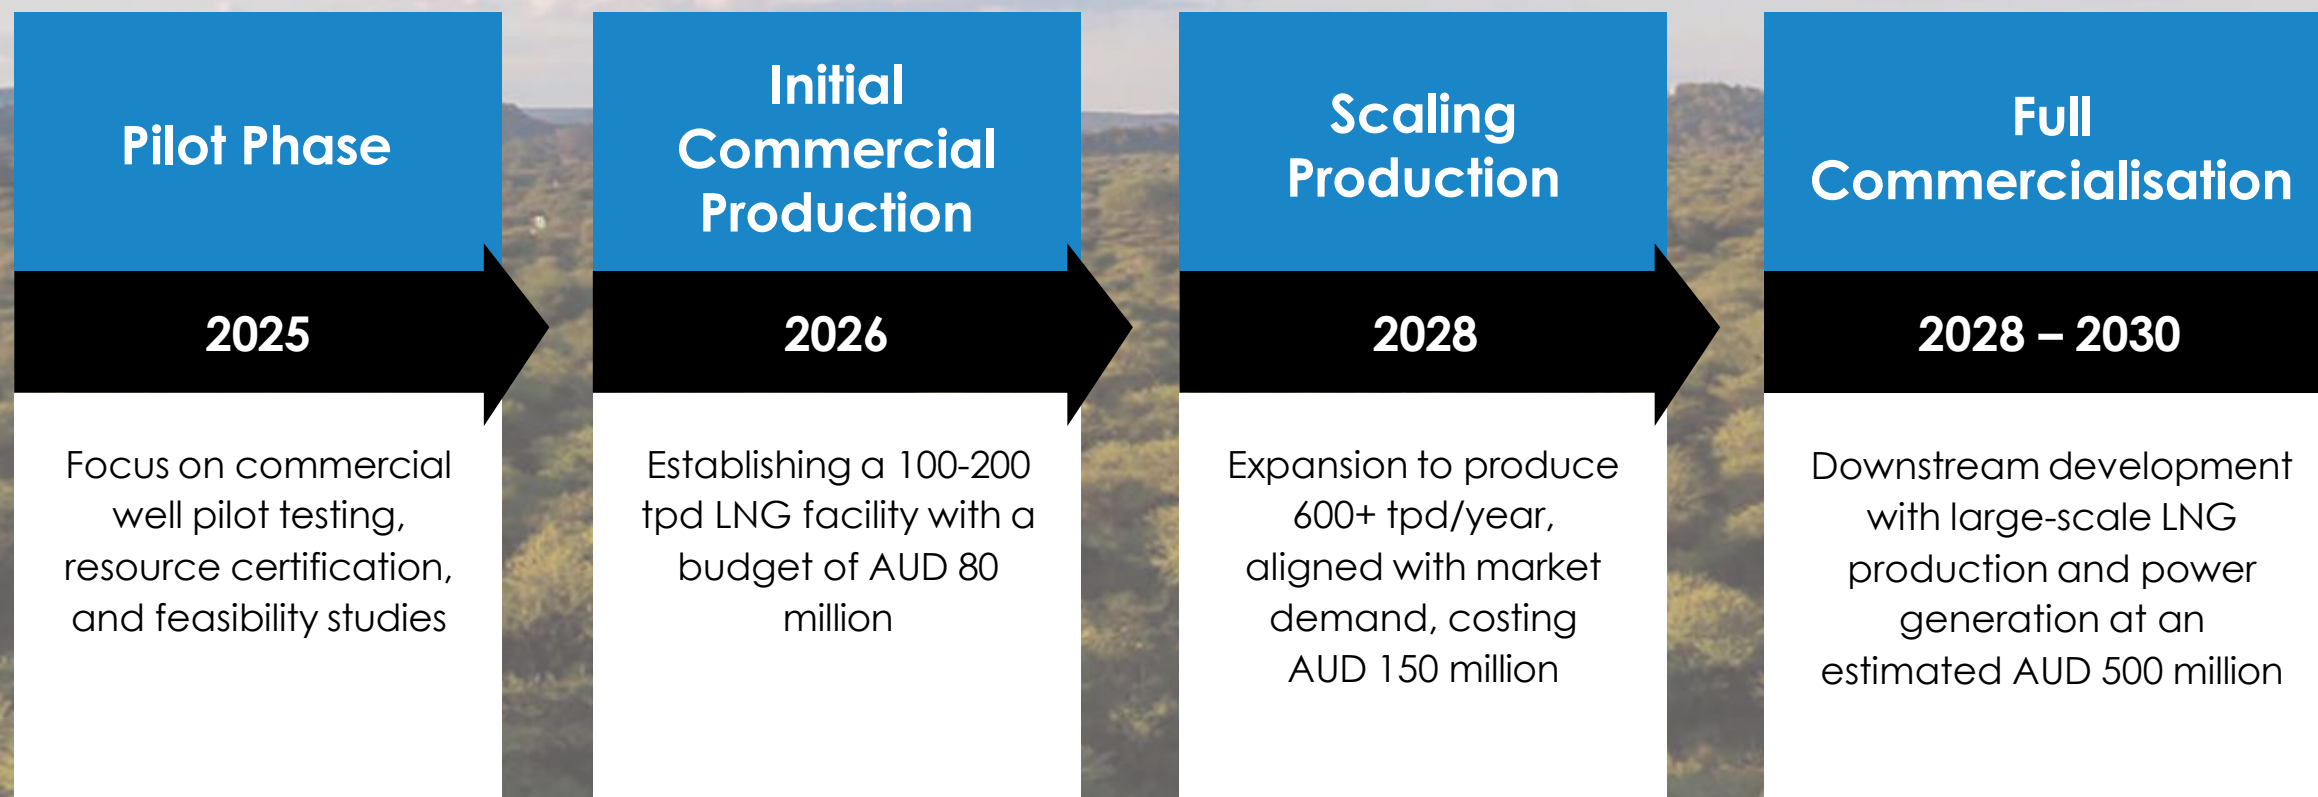 Pilot Phase
2025
Focus on commercial
well pilot testing,
resource certification,
and feasibility studies
Initial
Commercial
Production
2026
Establishing a 100-200
tpd LNG facility with a
budget of AUD 80
million
Scaling
Production
2028
Expansion to produce
600+ tpd/year,
aligned with market
demand, costing
AUD 150 million
Full
Commercialisation
2028 – 2030
Downstream development
with large-scale LNG
production and power
generation at an
estimated AUD 500 million